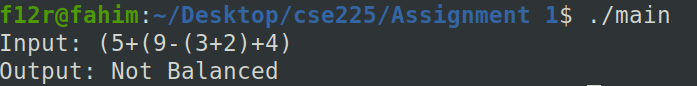 f12r@fahim:~/Desktop/cse225/Assignment 1$ ./main
Input: (5+(9-(3+2)+4)
Output: Not Balanced